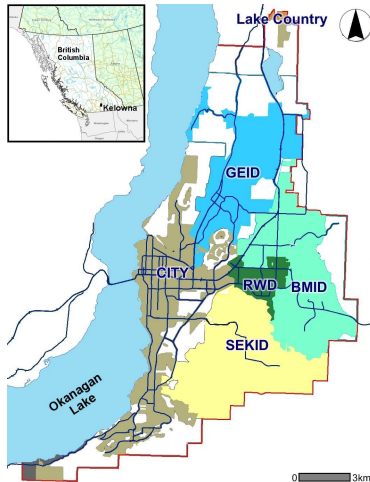 Lake Country
British
Columbia
Kelowna
GEID
CITY
RWD
BMID
SEKID
Okanagan
Lake
0
3km